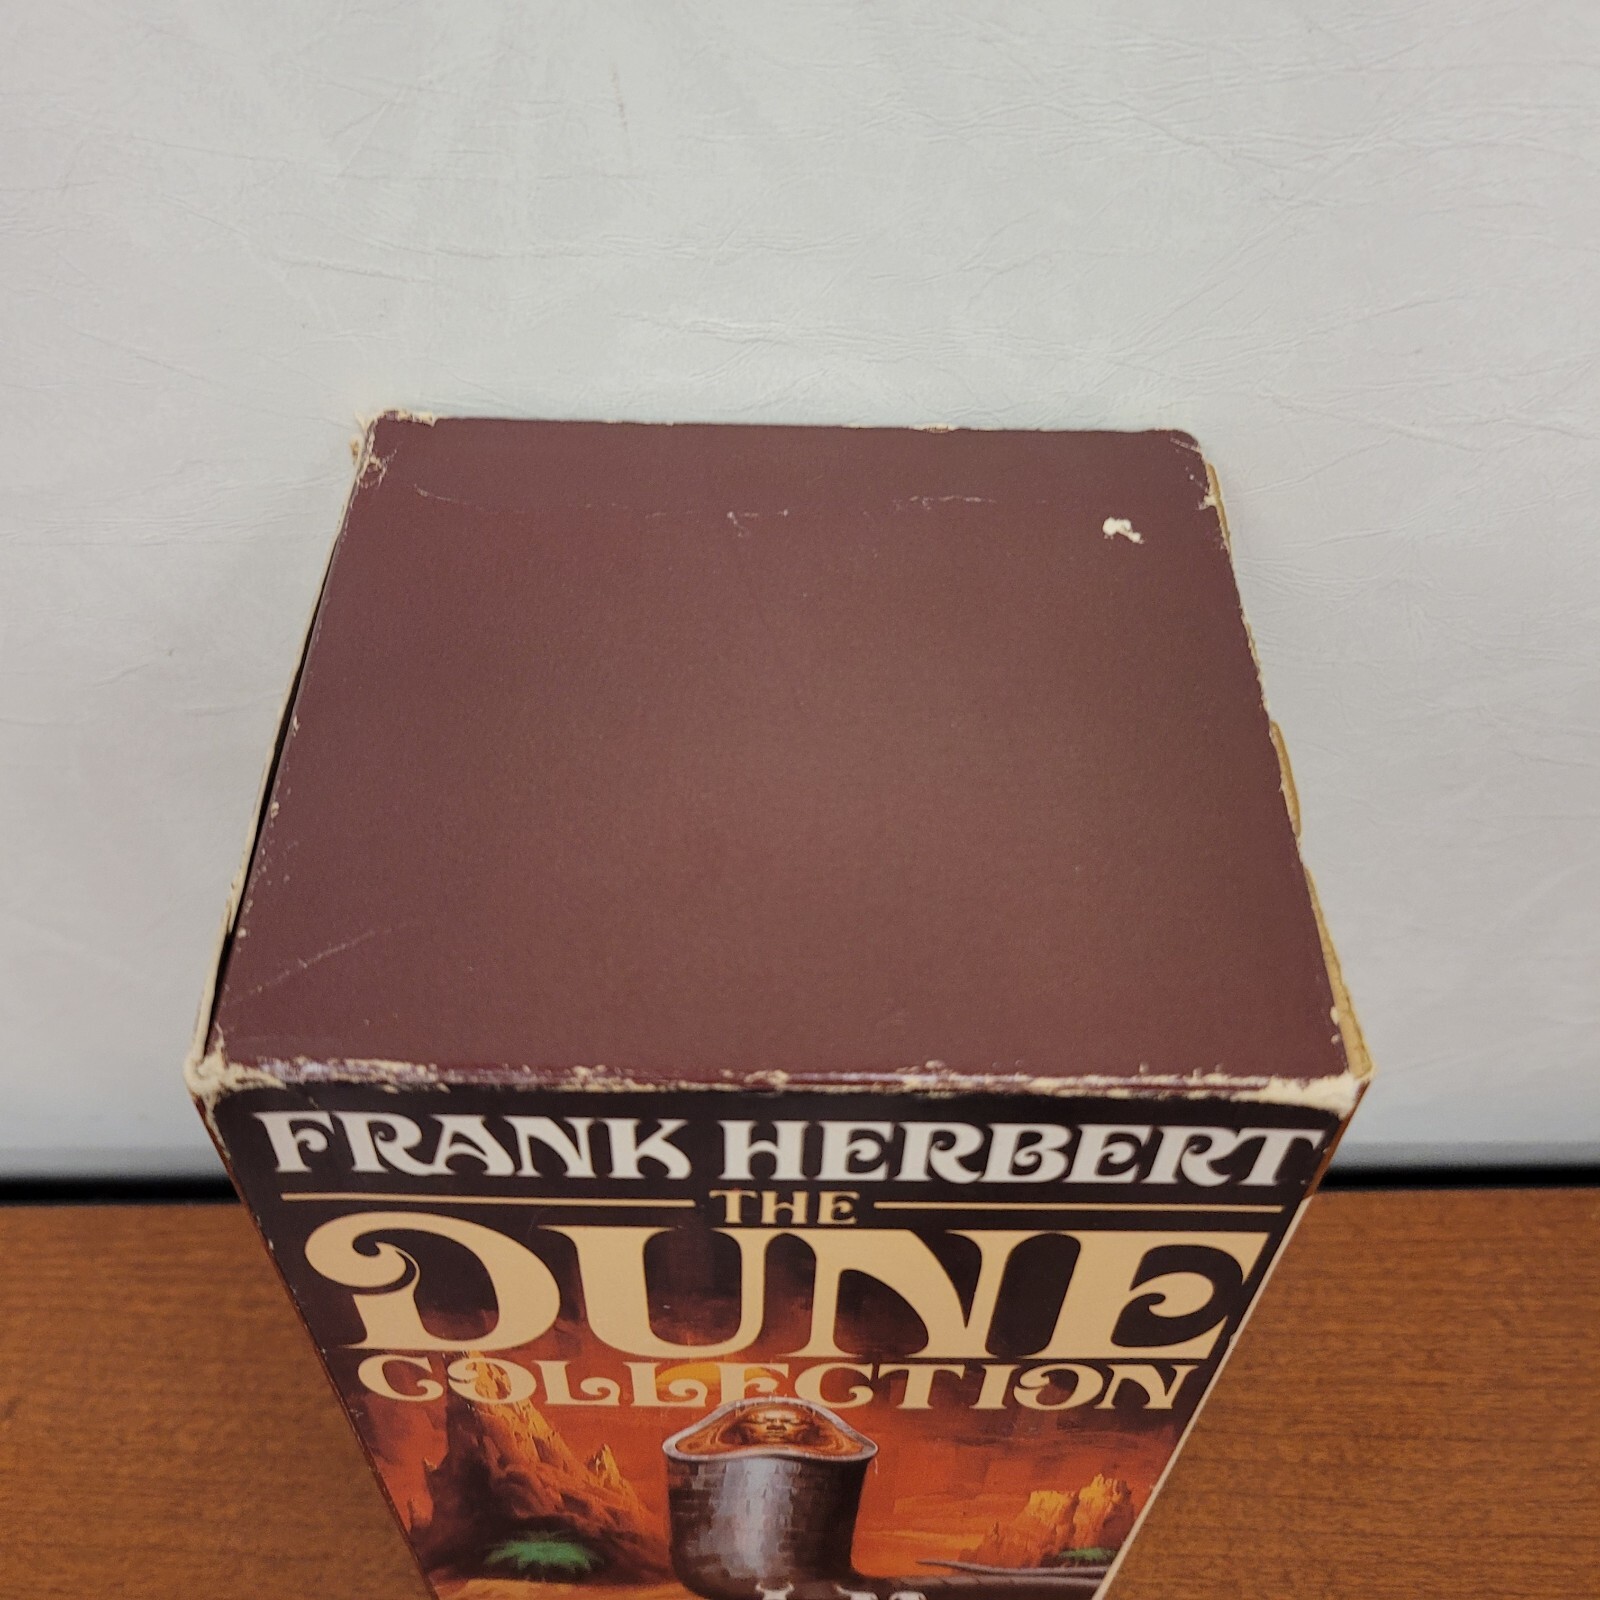 FRANK HERBERT
THE
DUNE
COLLECTION